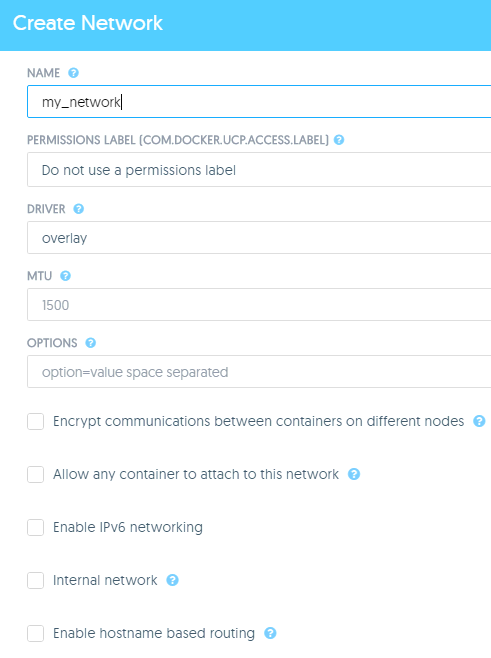 Create Network
NAME ?
my_network
PERMISSIONS LABEL (COM.DOCKER.UCP.ACCESS.LABEL) ?
Do not use a permissions label
DRIVER ?
overlay
MTU ?
1500
OPTIONS ?
option=value space separated
Encrypt communications between containers on different nodes ?
Allow any container to attach to this network ?
Enable IPv6 networking
Internal network ?
Enable hostname based routing ?